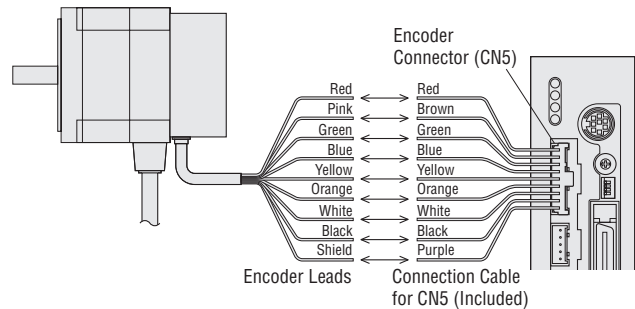 Encoder
Connector (CN5)
Red Red
Pink Brown
Green Green
Blue Blue
Yellow Yellow
Orange Orange
White White
Black Black
Shield Purple
Encoder Leads
Connection Cable
for CN5 (Included)